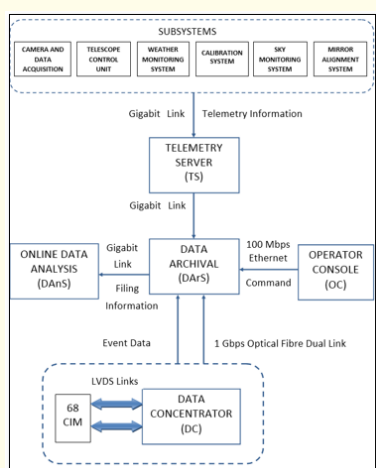 SUBSYSTEMS
CAMERA AND
DATA
ACQUISITION
TELESCOPE
CONTROL
UNIT
WEATHER
MONITORING
SYSTEM
CALIBRATION
SYSTEM
SKY
MONITORING
SYSTEM
MIRROR
ALIGNMENT
SYSTEM
Gigabit Link Telemetry Information
TELEMETRY
SERVER
(TS)
Gigabit Link
ONLINE DATA
ANALYSIS
(DAnS)
Gigabit
Link
Filing
Information
DATA
ARCHIVAL
(DArS)
100 Mbps
Ethernet
Command
OPERATOR
CONSOLE
(OC)
Event Data
1 Gbps Optical Fibre Dual Link
LVDS Links
68
CIM
DATA
CONCENTRATOR
(DC)